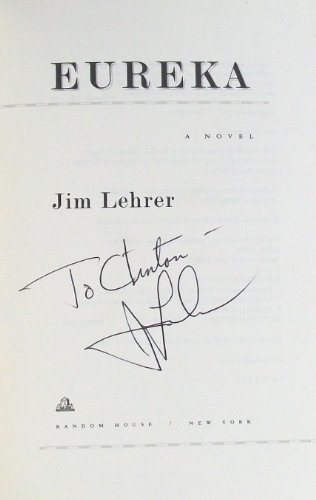 EUREKA
A NOVEL
Jim Lehrer
To Clinton –
RANDOM HOUSE / NEW YORK